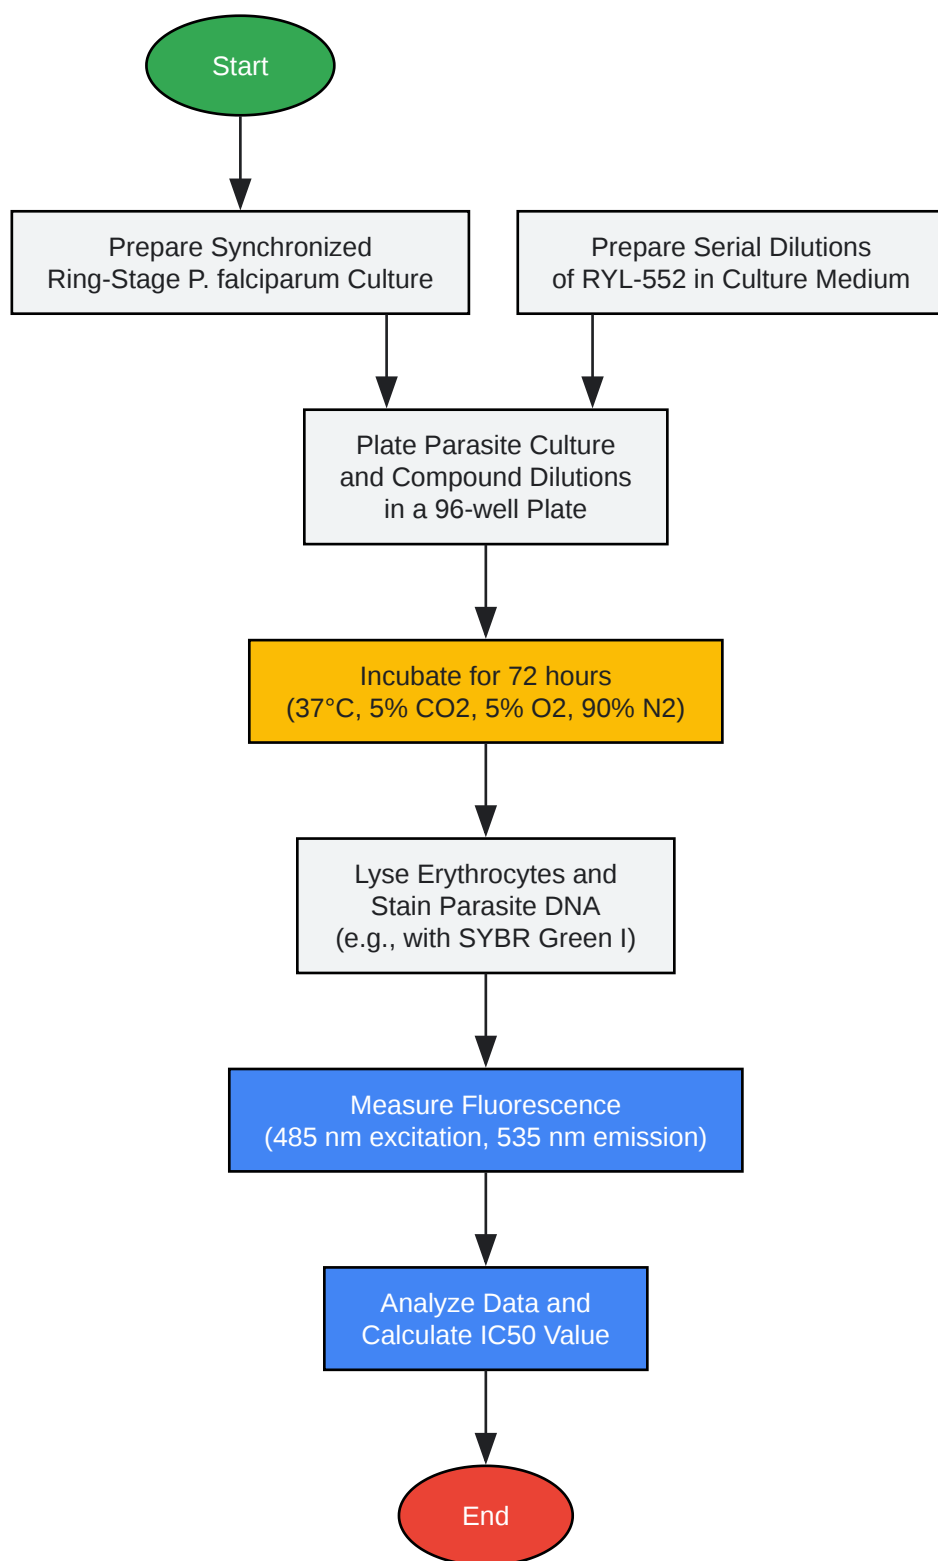 Start
Prepare Synchronized
Ring-Stage P. falciparum Culture
Prepare Serial Dilutions
of RYL-552 in Culture Medium
Plate Parasite Culture
and Compound Dilutions
in a 96-well Plate
Incubate for 72 hours
(37°C, 5% CO2, 5% O2, 90% N2)
Lyse Erythrocytes and
Stain Parasite DNA
(e.g., with SYBR Green I)
Measure Fluorescence
(485 nm excitation, 535 nm emission)
Analyze Data and
Calculate IC50 Value
End